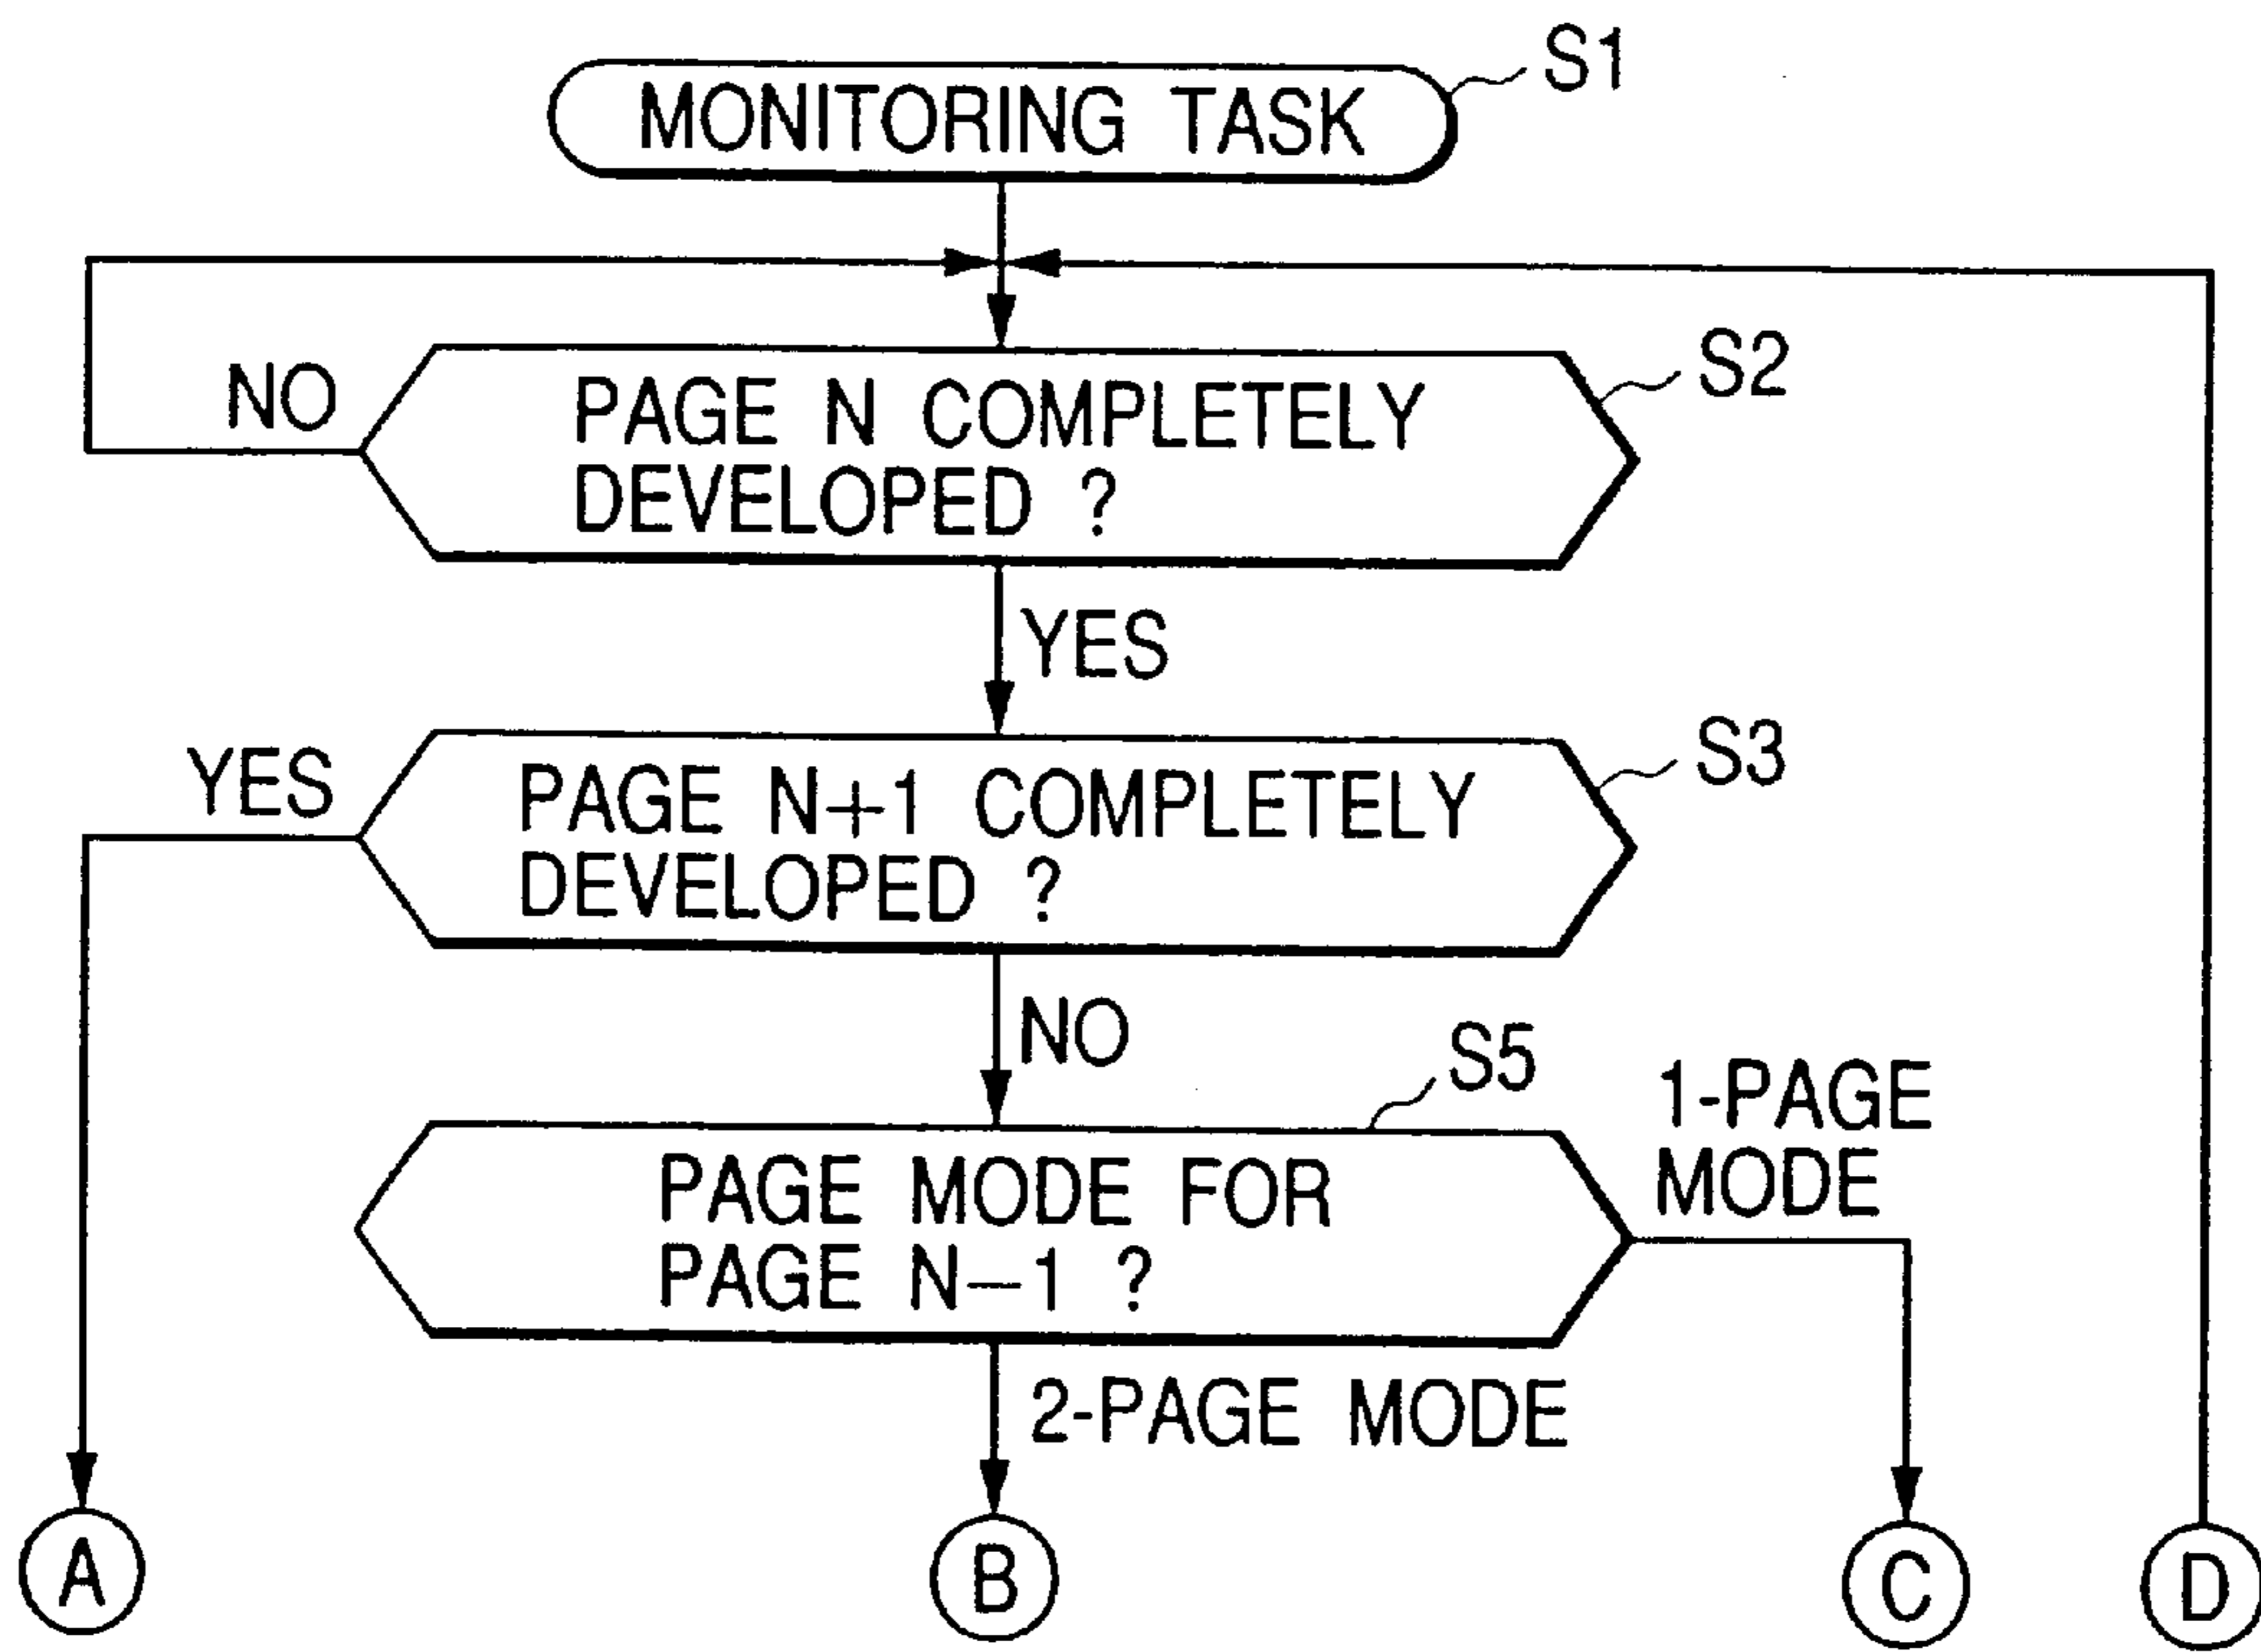 S1
MONITORING TASK
S2
NO
PAGE N COMPLETELY
DEVELOPED ?
YES
S3
YES
PAGE N+1 COMPLETELY
DEVELOPED ?
NO
S5
1-PAGE
MODE
PAGE MODE FOR
PAGE N−1 ?
2-PAGE MODE
A
B
C
D